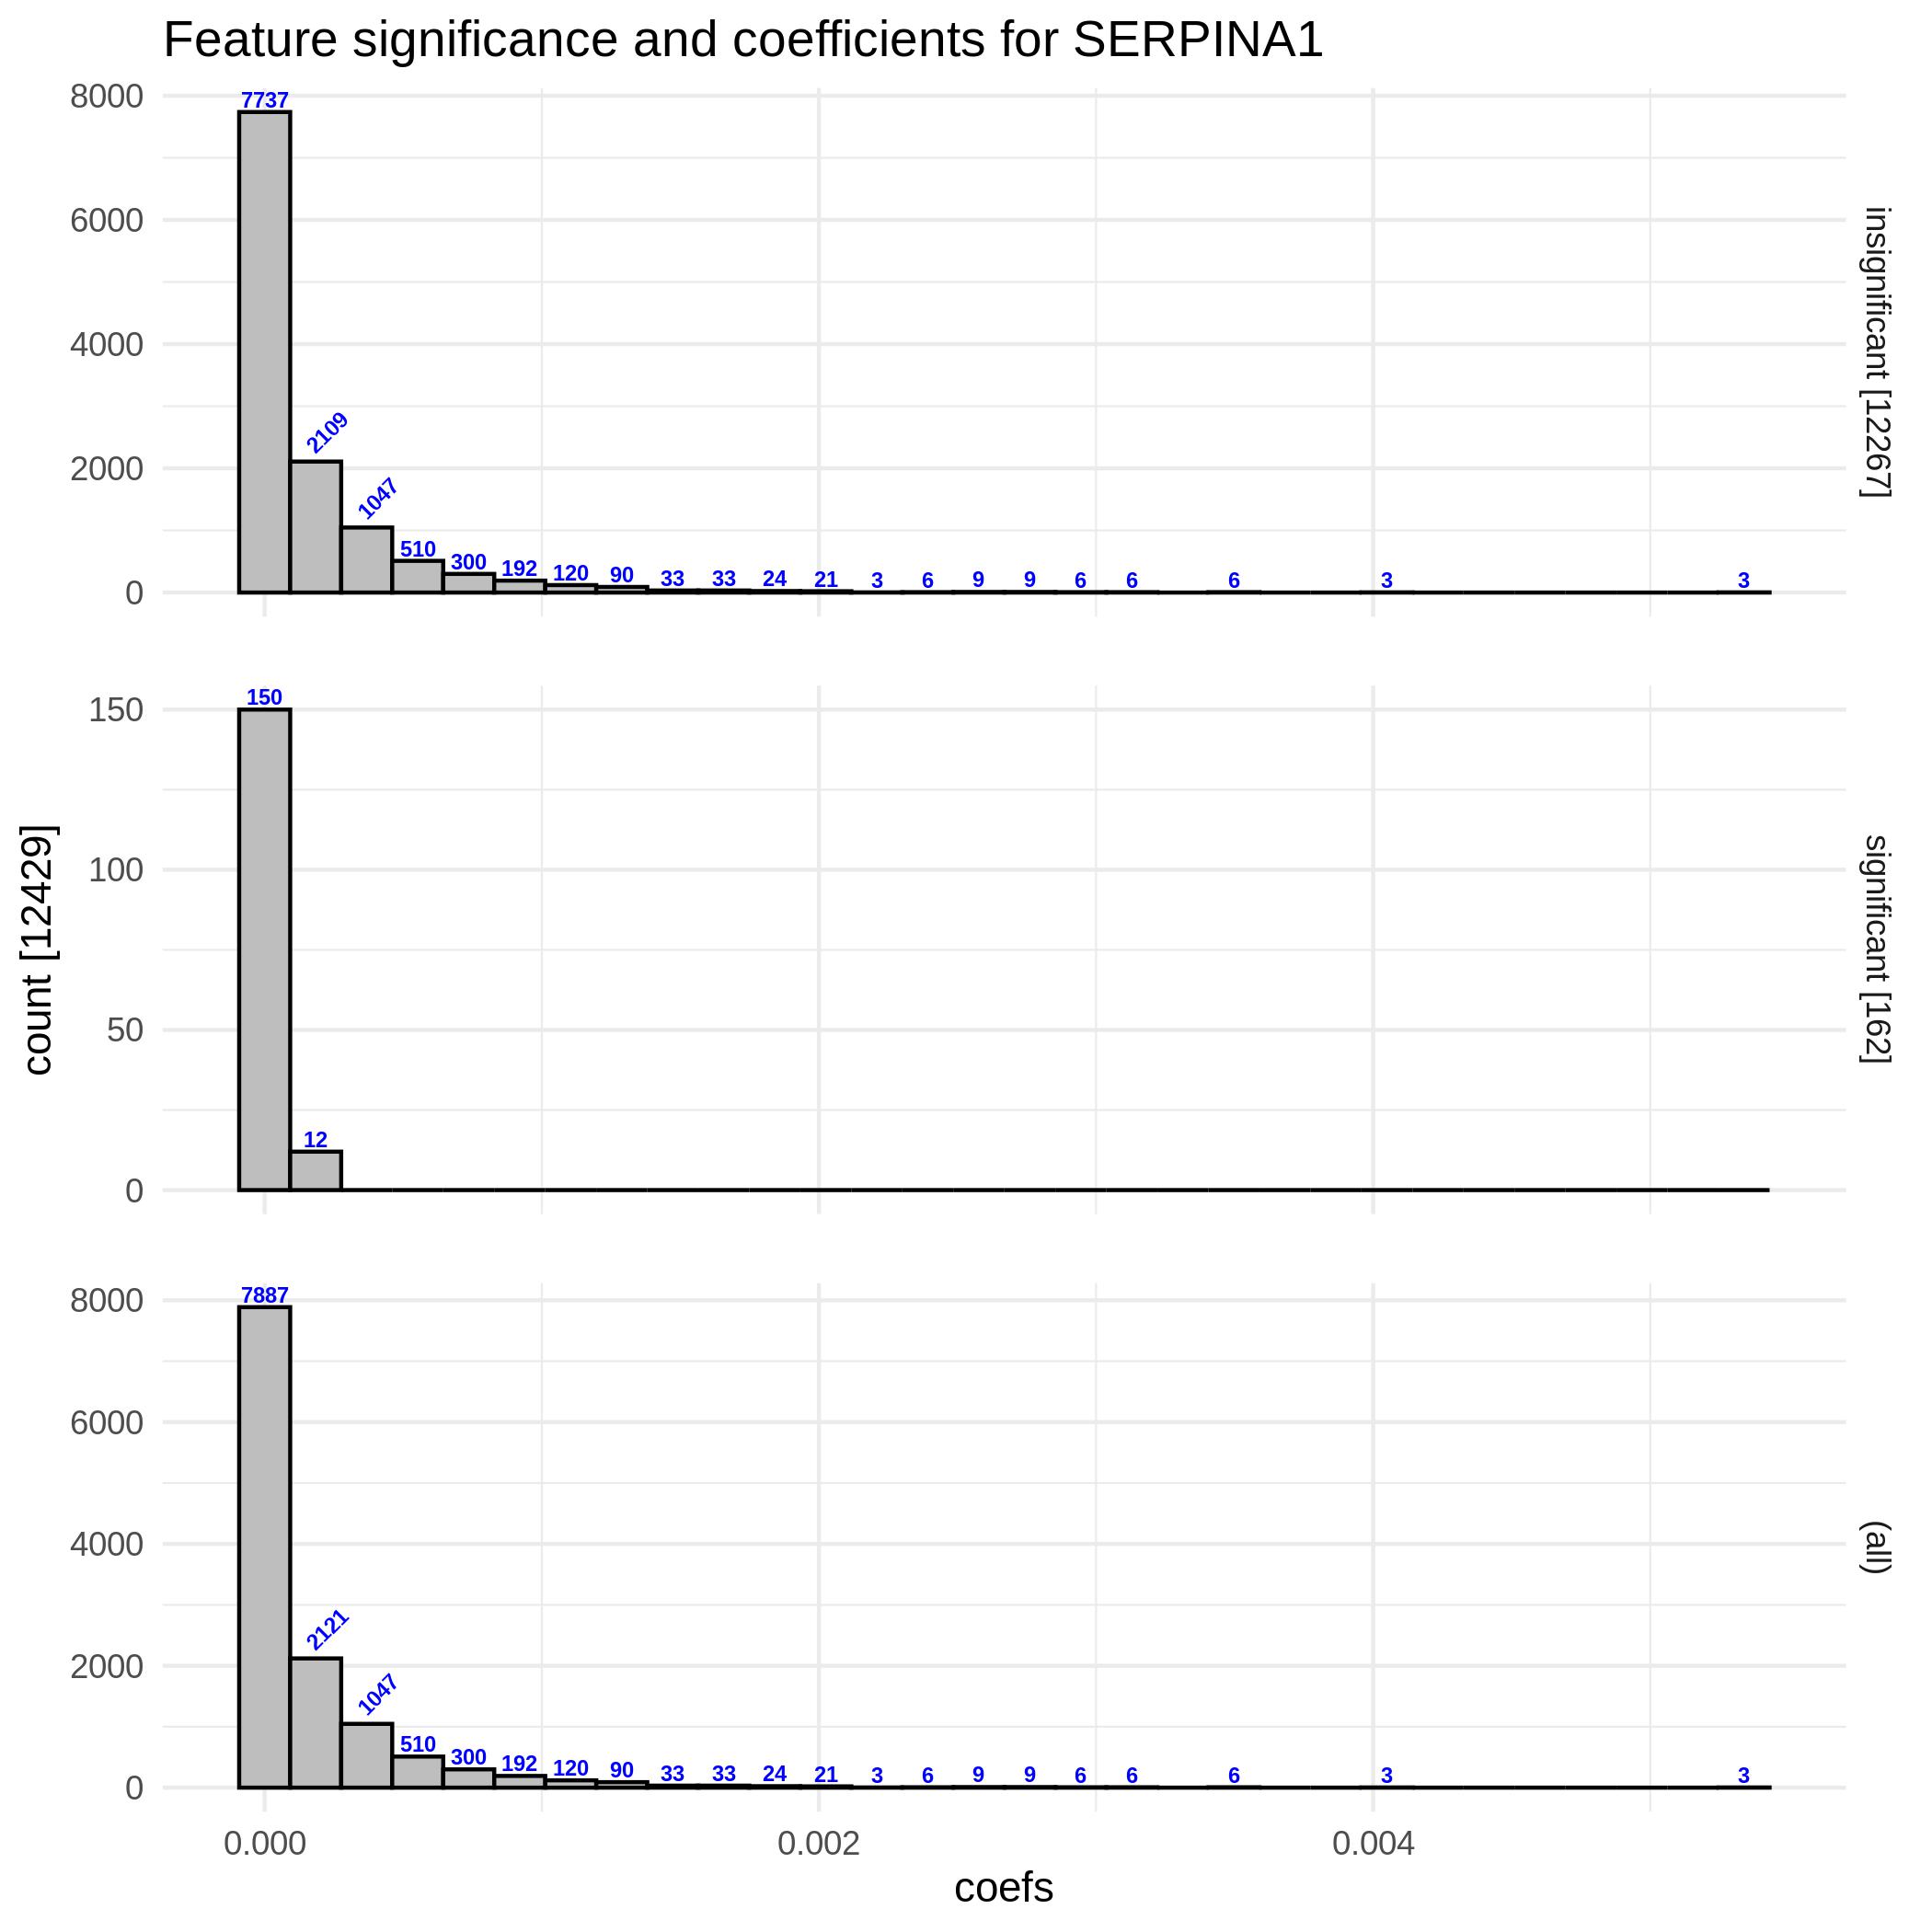 Feature significance and coefficients for SERPINA1
count [12429]
8000
6000
4000
2000
0
7737
2109
1047
510 300 192 120 90 33 33 24 21 3 6 9 9 6 6 6 3 3
insignificant [12267]
150
100
50
0
150
12
significant [162]
8000
6000
4000
2000
0
7887
2121
1047
510 300 192 120 90 33 33 24 21 3 6 9 9 6 6 6 3 3
(all)
0.000 0.002 0.004
coefs